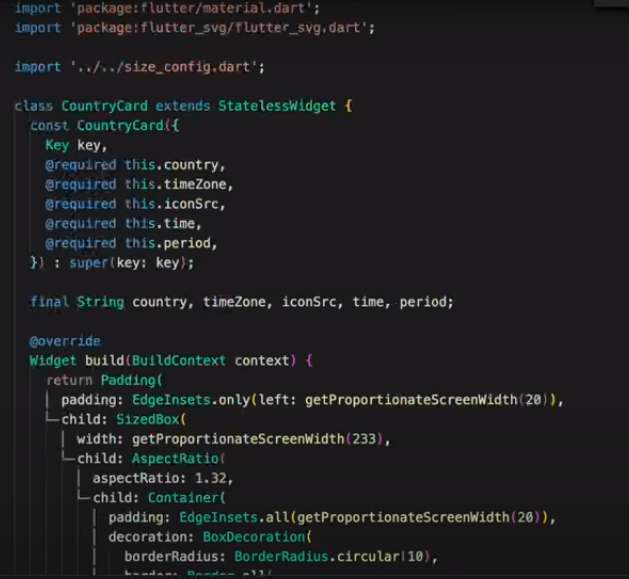 import 'package:flutter/material.dart';
import 'package:flutter_svg/flutter_svg.dart';
import '../../size_config.dart';
class CountryCard extends StatelessWidget {
const CountryCard({
Key key,
@required this.country,
@required this.timeZone,
@required this.iconSrc,
@required this.time,
@required this.period,
}) : super(key: key);
final String country, timeZone, iconSrc, time, period;
@override
Widget build(BuildContext context) {
return Padding(
padding: EdgeInsets.only(left: getProportionateScreenWidth(20)),
child: SizedBox(
width: getProportionateScreenWidth(233),
child: AspectRatio(
aspectRatio: 1.32,
child: Container(
padding: EdgeInsets.all(getProportionateScreenWidth(20)),
decoration: BoxDecoration(
borderRadius: BorderRadius.circular(10),
border: Border.all(